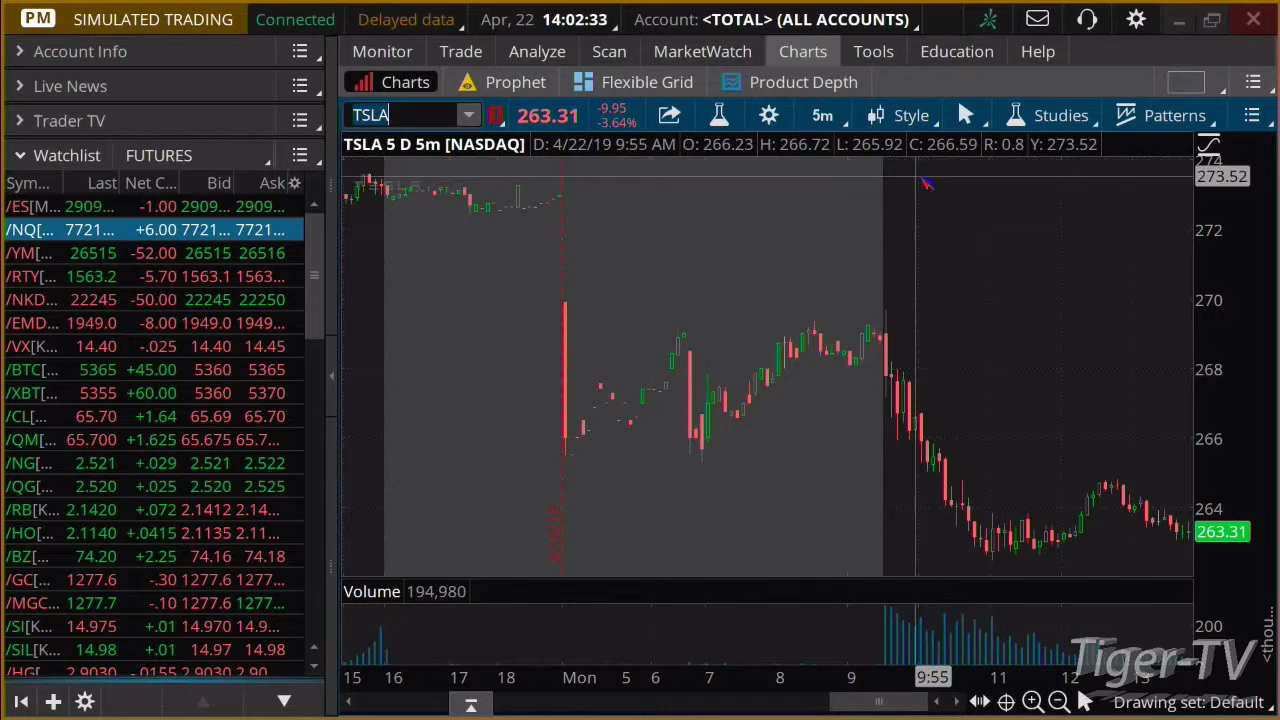 PM SIMULATED TRADING Connected Delayed data Apr, 22 14:02:33 Account: <TOTAL> (ALL ACCOUNTS)
Account Info
Live News
Trader TV
Watchlist FUTURES
Sym... Last Net C... Bid Ask
/ES[M... 2909... -1.00 2909... 2909...
/NQ[... 7721... +6.00 7721... 7721...
/YM[... 26515 -52.00 26515 26516
/RTY[... 1563.2 -5.70 1563.1 1563...
/NKD... 22245 -50.00 22245 22250
/EMD... 1949.0 -8.00 1949.0 1949...
/VX[K... 14.40 -.025 14.40 14.45
/BTC[... 5365 +45.00 5360 5365
/XBT[... 5355 +60.00 5360 5370
/CL[... 65.70 +1.64 65.69 65.70
/QM[... 65.700 +1.625 65.675 65.7...
/NG[... 2.521 +.029 2.521 2.522
/QG[... 2.520 +.025 2.520 2.525
/RB[K... 2.1420 +.072 2.1412 2.14...
/HO[... 2.1140 +.0415 2.1135 2.11...
/BZ[... 74.20 +2.25 74.16 74.18
/GC[... 1277.6 -.30 1277.6 1277...
/MGC... 1277.7 -.10 1277.6 1277...
/SI[K... 14.975 +.01 14.970 14.9...
/SIL[K... 14.98 +.01 14.97 14.98
/HG[... 2.9030 -.0155 2.9030 2.90...
Monitor Trade Analyze Scan MarketWatch Charts Tools Education Help
Charts Prophet Flexible Grid Product Depth
TSLA 263.31 -9.95 -3.64% 5m Style Studies Patterns
TSLA 5 D 5m [NASDAQ] D: 4/22/19 9:55 AM O: 266.23 H: 266.72 L: 265.92 C: 266.59 R: 0.8 Y: 273.52
274
273.52
272
270
268
266
264
263.31
Volume 194,980
200
<thou...
Tiger-TV
15 16 17 18 Mon 5 6 7 8 9 9:55 11 12 13
Drawing set: Default